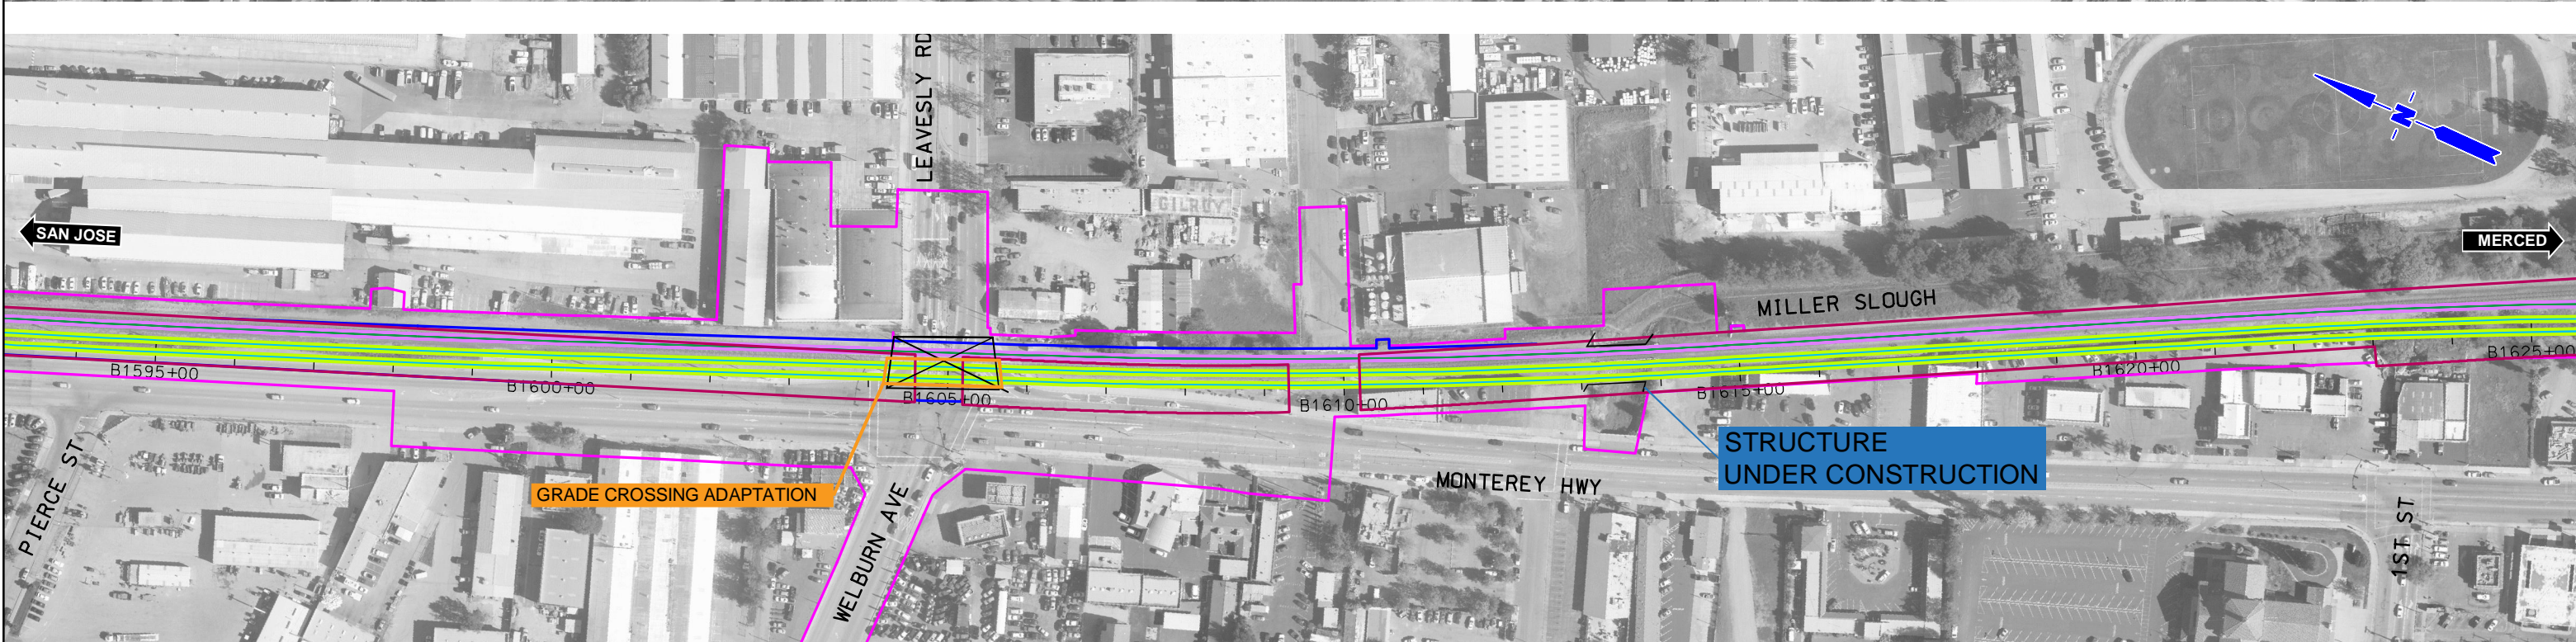 LEAVESLY RD
N
GILROY
SAN JOSE
MERCED
MILLER SLOUGH
B1595+00
B1600+00
B1605+00
B1610+00
B1615+00
B1620+00
B1625+00
STRUCTURE
UNDER CONSTRUCTION
GRADE CROSSING ADAPTATION
MONTEREY HWY
PIERCE ST
WELBURN AVE
1ST ST